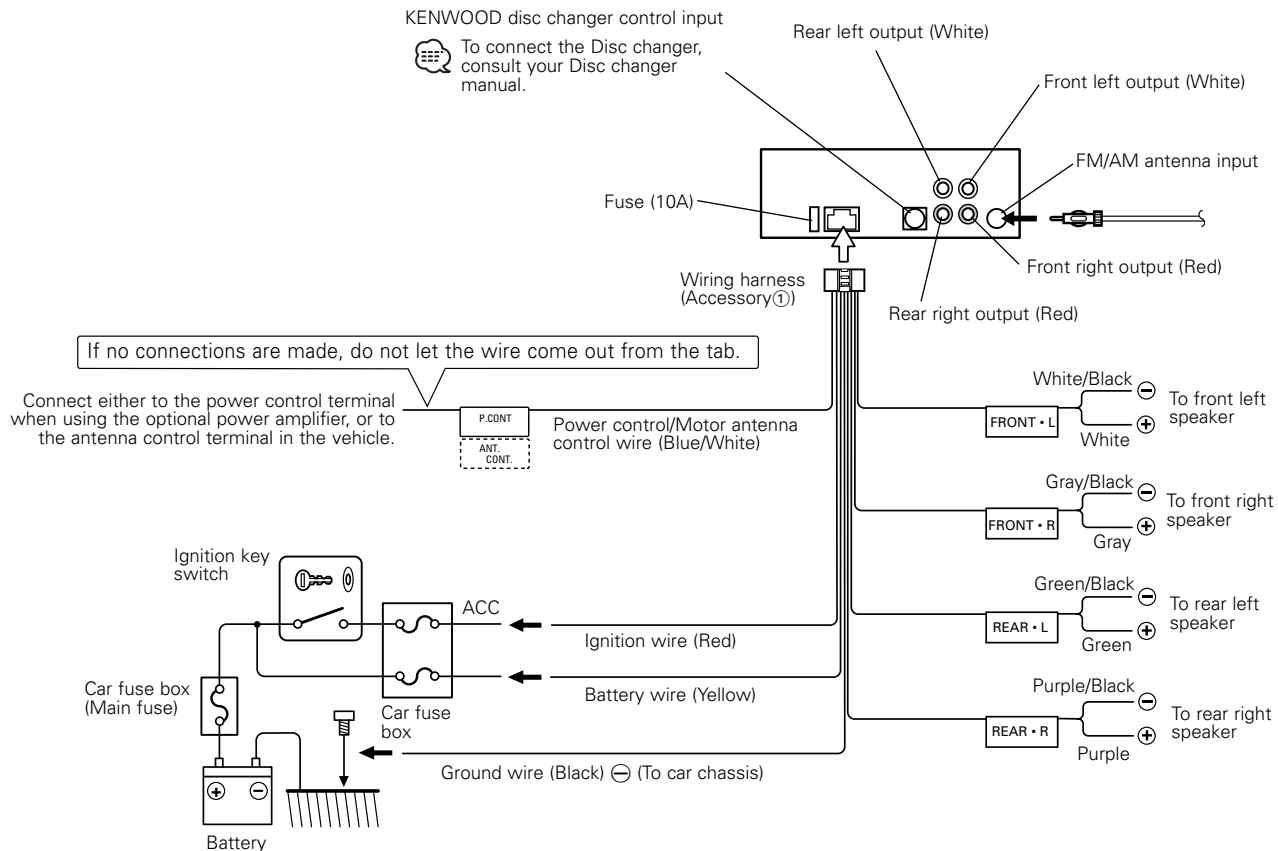 KENWOOD disc changer control input
To connect the Disc changer,
consult your Disc changer
manual.
Rear left output (White)
Front left output (White)
FM/AM antenna input
Fuse (10A)
Front right output (Red)
Wiring harness
(Accessory①)
Rear right output (Red)
If no connections are made, do not let the wire come out from the tab.
Connect either to the power control terminal
when using the optional power amplifier, or to
the antenna control terminal in the vehicle.
P.CONT
ANT.
CONT.
Power control/Motor antenna
control wire (Blue/White)
White/Black ⊖
FRONT • L
White ⊕
To front left
speaker
Gray/Black ⊖
FRONT • R
Gray ⊕
To front right
speaker
Green/Black ⊖
REAR • L
Green ⊕
To rear left
speaker
Purple/Black ⊖
REAR • R
Purple ⊕
To rear right
speaker
Ignition key
switch
ACC
Ignition wire (Red)
Battery wire (Yellow)
Car fuse box
(Main fuse)
Car fuse
box
Ground wire (Black) ⊖ (To car chassis)
⊕ ⊖
Battery